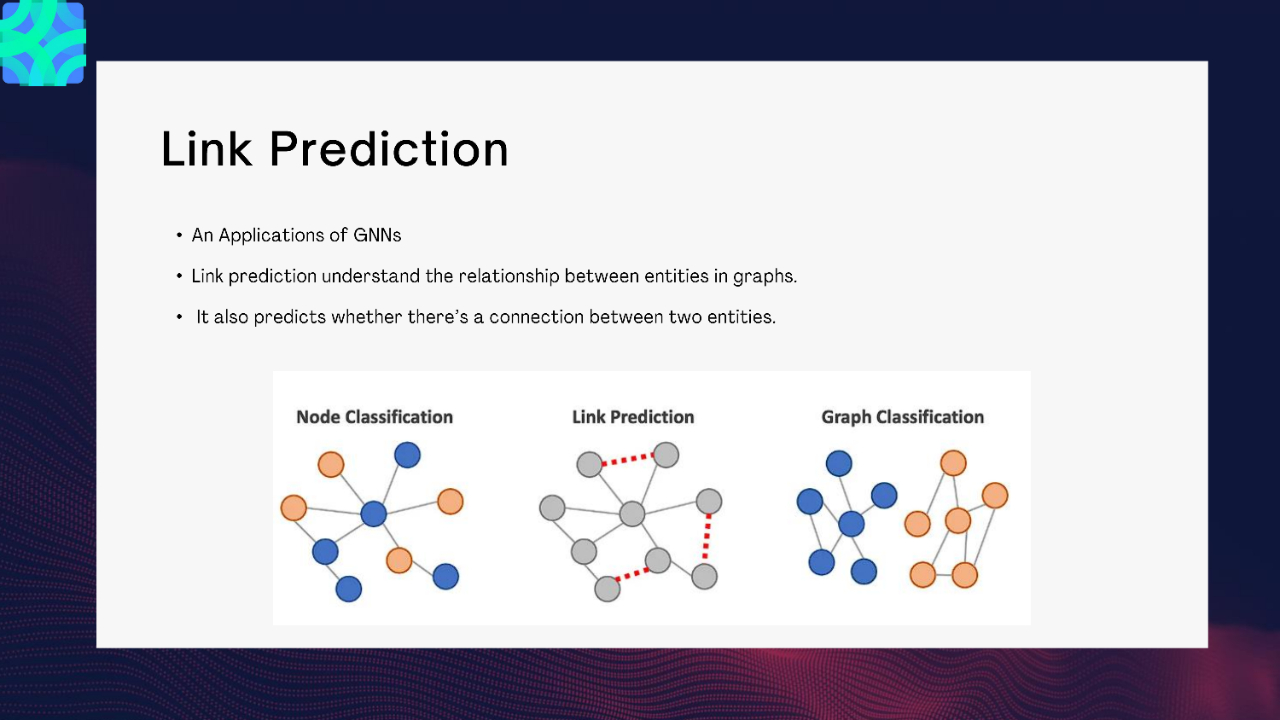 Link Prediction
• An Applications of GNNs
• Link prediction understand the relationship between entities in graphs.
• It also predicts whether there's a connection between two entities.
Node Classification
Link Prediction
Graph Classification